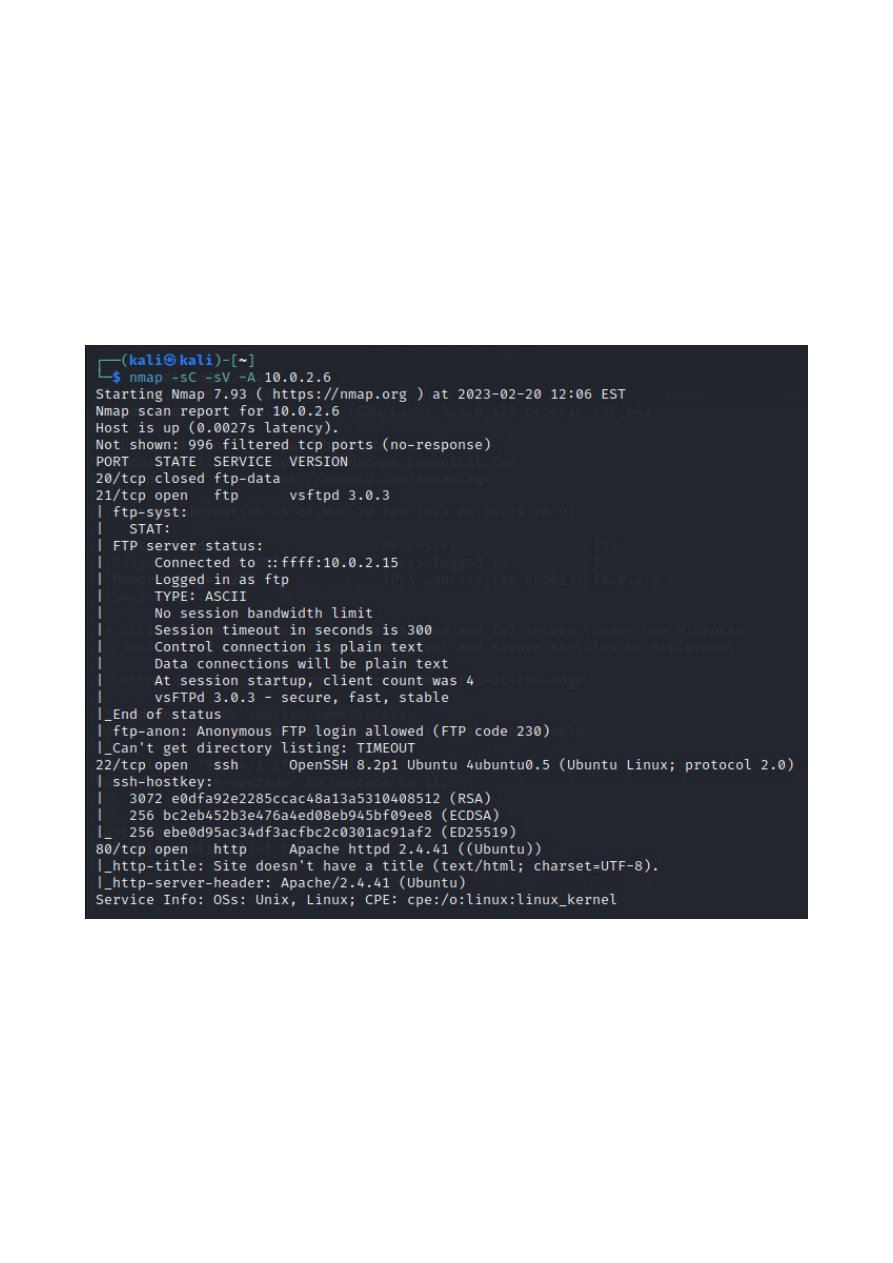 ┌──(kali㉿kali)-[~]
└─$ nmap -sC -sV -A 10.0.2.6
Starting Nmap 7.93 ( https://nmap.org ) at 2023-02-20 12:06 EST
Nmap scan report for 10.0.2.6
Host is up (0.0027s latency).
Not shown: 996 filtered tcp ports (no-response)
PORT   STATE  SERVICE  VERSION
20/tcp closed ftp-data
21/tcp open   ftp      vsftpd 3.0.3
| ftp-syst:
|   STAT:
| FTP server status:
|      Connected to ::ffff:10.0.2.15
|      Logged in as ftp
|      TYPE: ASCII
|      No session bandwidth limit
|      Session timeout in seconds is 300
|      Control connection is plain text
|      Data connections will be plain text
|      At session startup, client count was 4
|      vsFTPd 3.0.3 - secure, fast, stable
|_End of status
| ftp-anon: Anonymous FTP login allowed (FTP code 230)
|_Can't get directory listing: TIMEOUT
22/tcp open   ssh      OpenSSH 8.2p1 Ubuntu 4ubuntu0.5 (Ubuntu Linux; protocol 2.0)
| ssh-hostkey:
|   3072 e0dfa92e2285ccac48a13a5310408512 (RSA)
|   256 bc2eb452b3e476a4ed08eb945bf09ee8 (ECDSA)
|_  256 ebe0d95ac34df3acfbc2c0301ac91af2 (ED25519)
80/tcp open   http     Apache httpd 2.4.41 ((Ubuntu))
|_http-title: Site doesn't have a title (text/html; charset=UTF-8).
|_http-server-header: Apache/2.4.41 (Ubuntu)
Service Info: OSs: Unix, Linux; CPE: cpe:/o:linux:linux_kernel